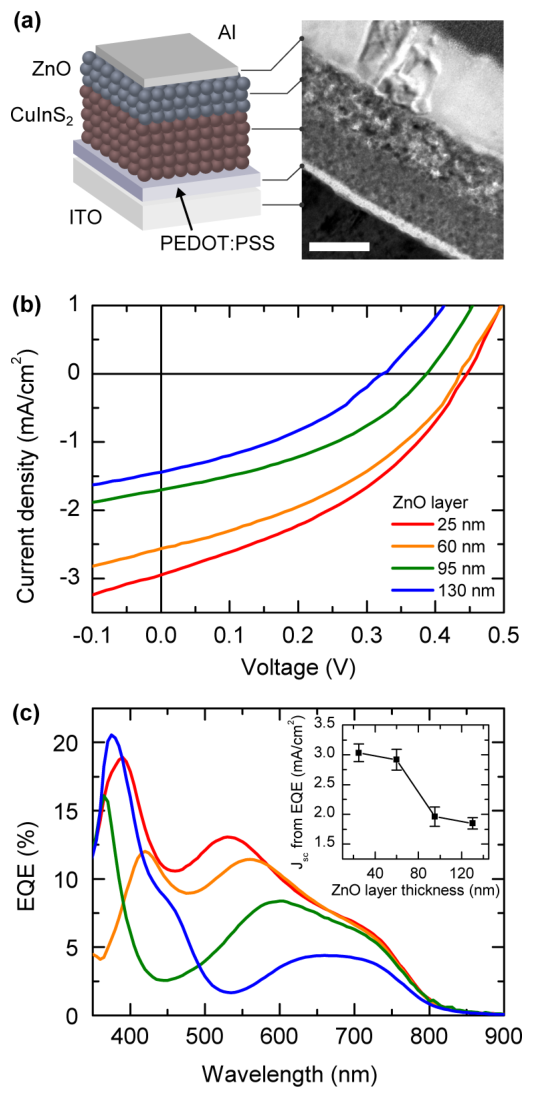 (a)
Al
ZnO
CuInS2
ITO
PEDOT:PSS
(b)
1
0
-1
-2
-3
Current density (mA/cm²)
ZnO layer
25 nm
60 nm
95 nm
130 nm
-0.1 0.0 0.1 0.2 0.3 0.4 0.5
Voltage (V)
(c)
20
15
10
5
0
EQE (%)
3.5
3.0
2.5
2.0
1.5
Jsc from EQE (mA/cm²)
40 80 120
ZnO layer thickness (nm)
400 500 600 700 800 900
Wavelength (nm)